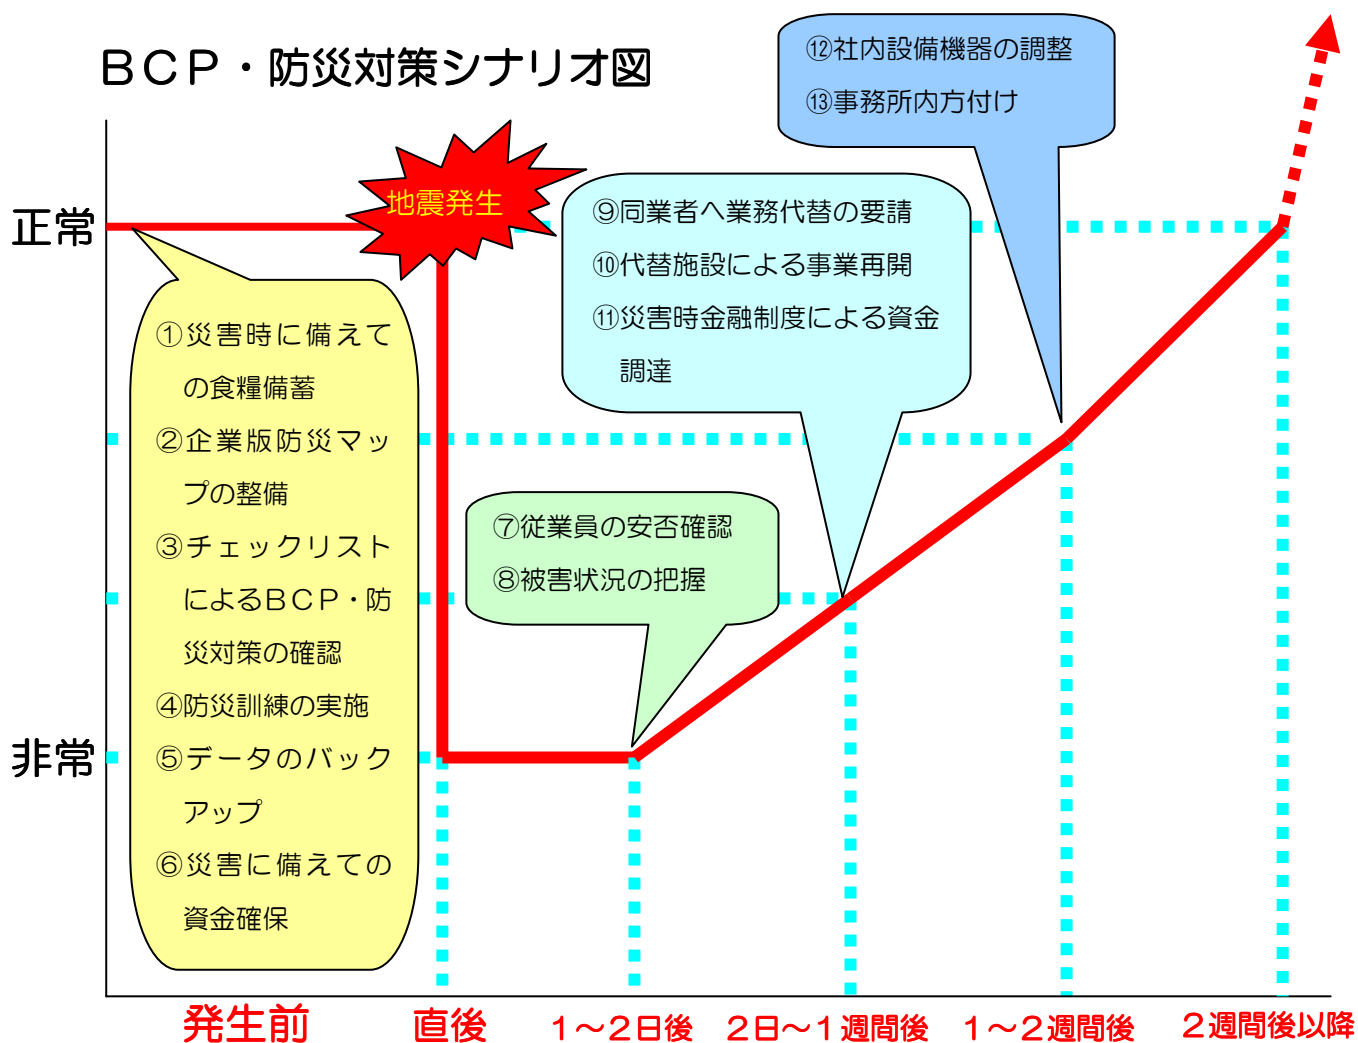 BCP・防災対策シナリオ図
正常
非常
地震発生
①災害時に備えて
の食糧備蓄
②企業版防災マッ
プの整備
③チェックリスト
によるBCP・防
災対策の確認
④防災訓練の実施
⑤データのバック
アップ
⑥災害に備えての
資金確保
⑦従業員の安否確認
⑧被害状況の把握
⑨同業者へ業務代替の要請
⑩代替施設による事業再開
⑪災害時金融制度による資金
調達
⑫社内設備機器の調整
⑬事務所内方付け
発生前
直後
1～2日後
2日～1週間後
1～2週間後
2週間後以降